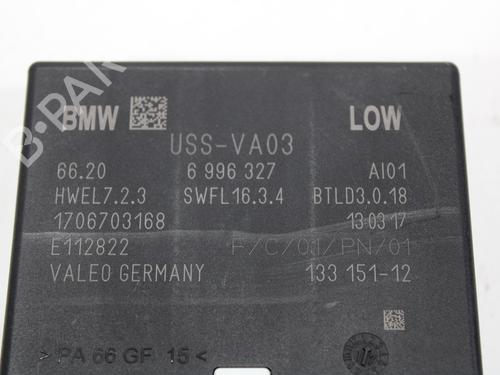 BMW LOW
USS-VA03
66.20 6 996 327 AI01
HWEL7.2.3 SWFL16.3.4 BTLD3.0.18
1706703168 13.03.17
E112822 F/C/01/PN/01
VALEO GERMANY 133 151-12
>PA 66 GF 15<